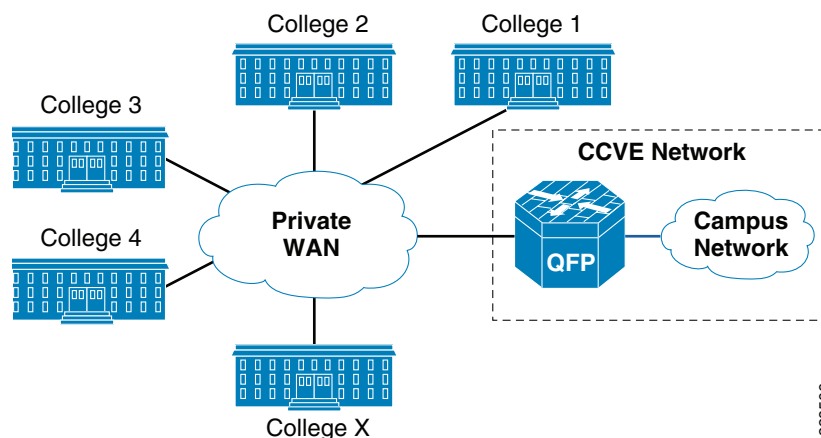 College 2
College 1
College 3
CCVE Network
Private
WAN
Campus
Network
College 4
QFP
College X